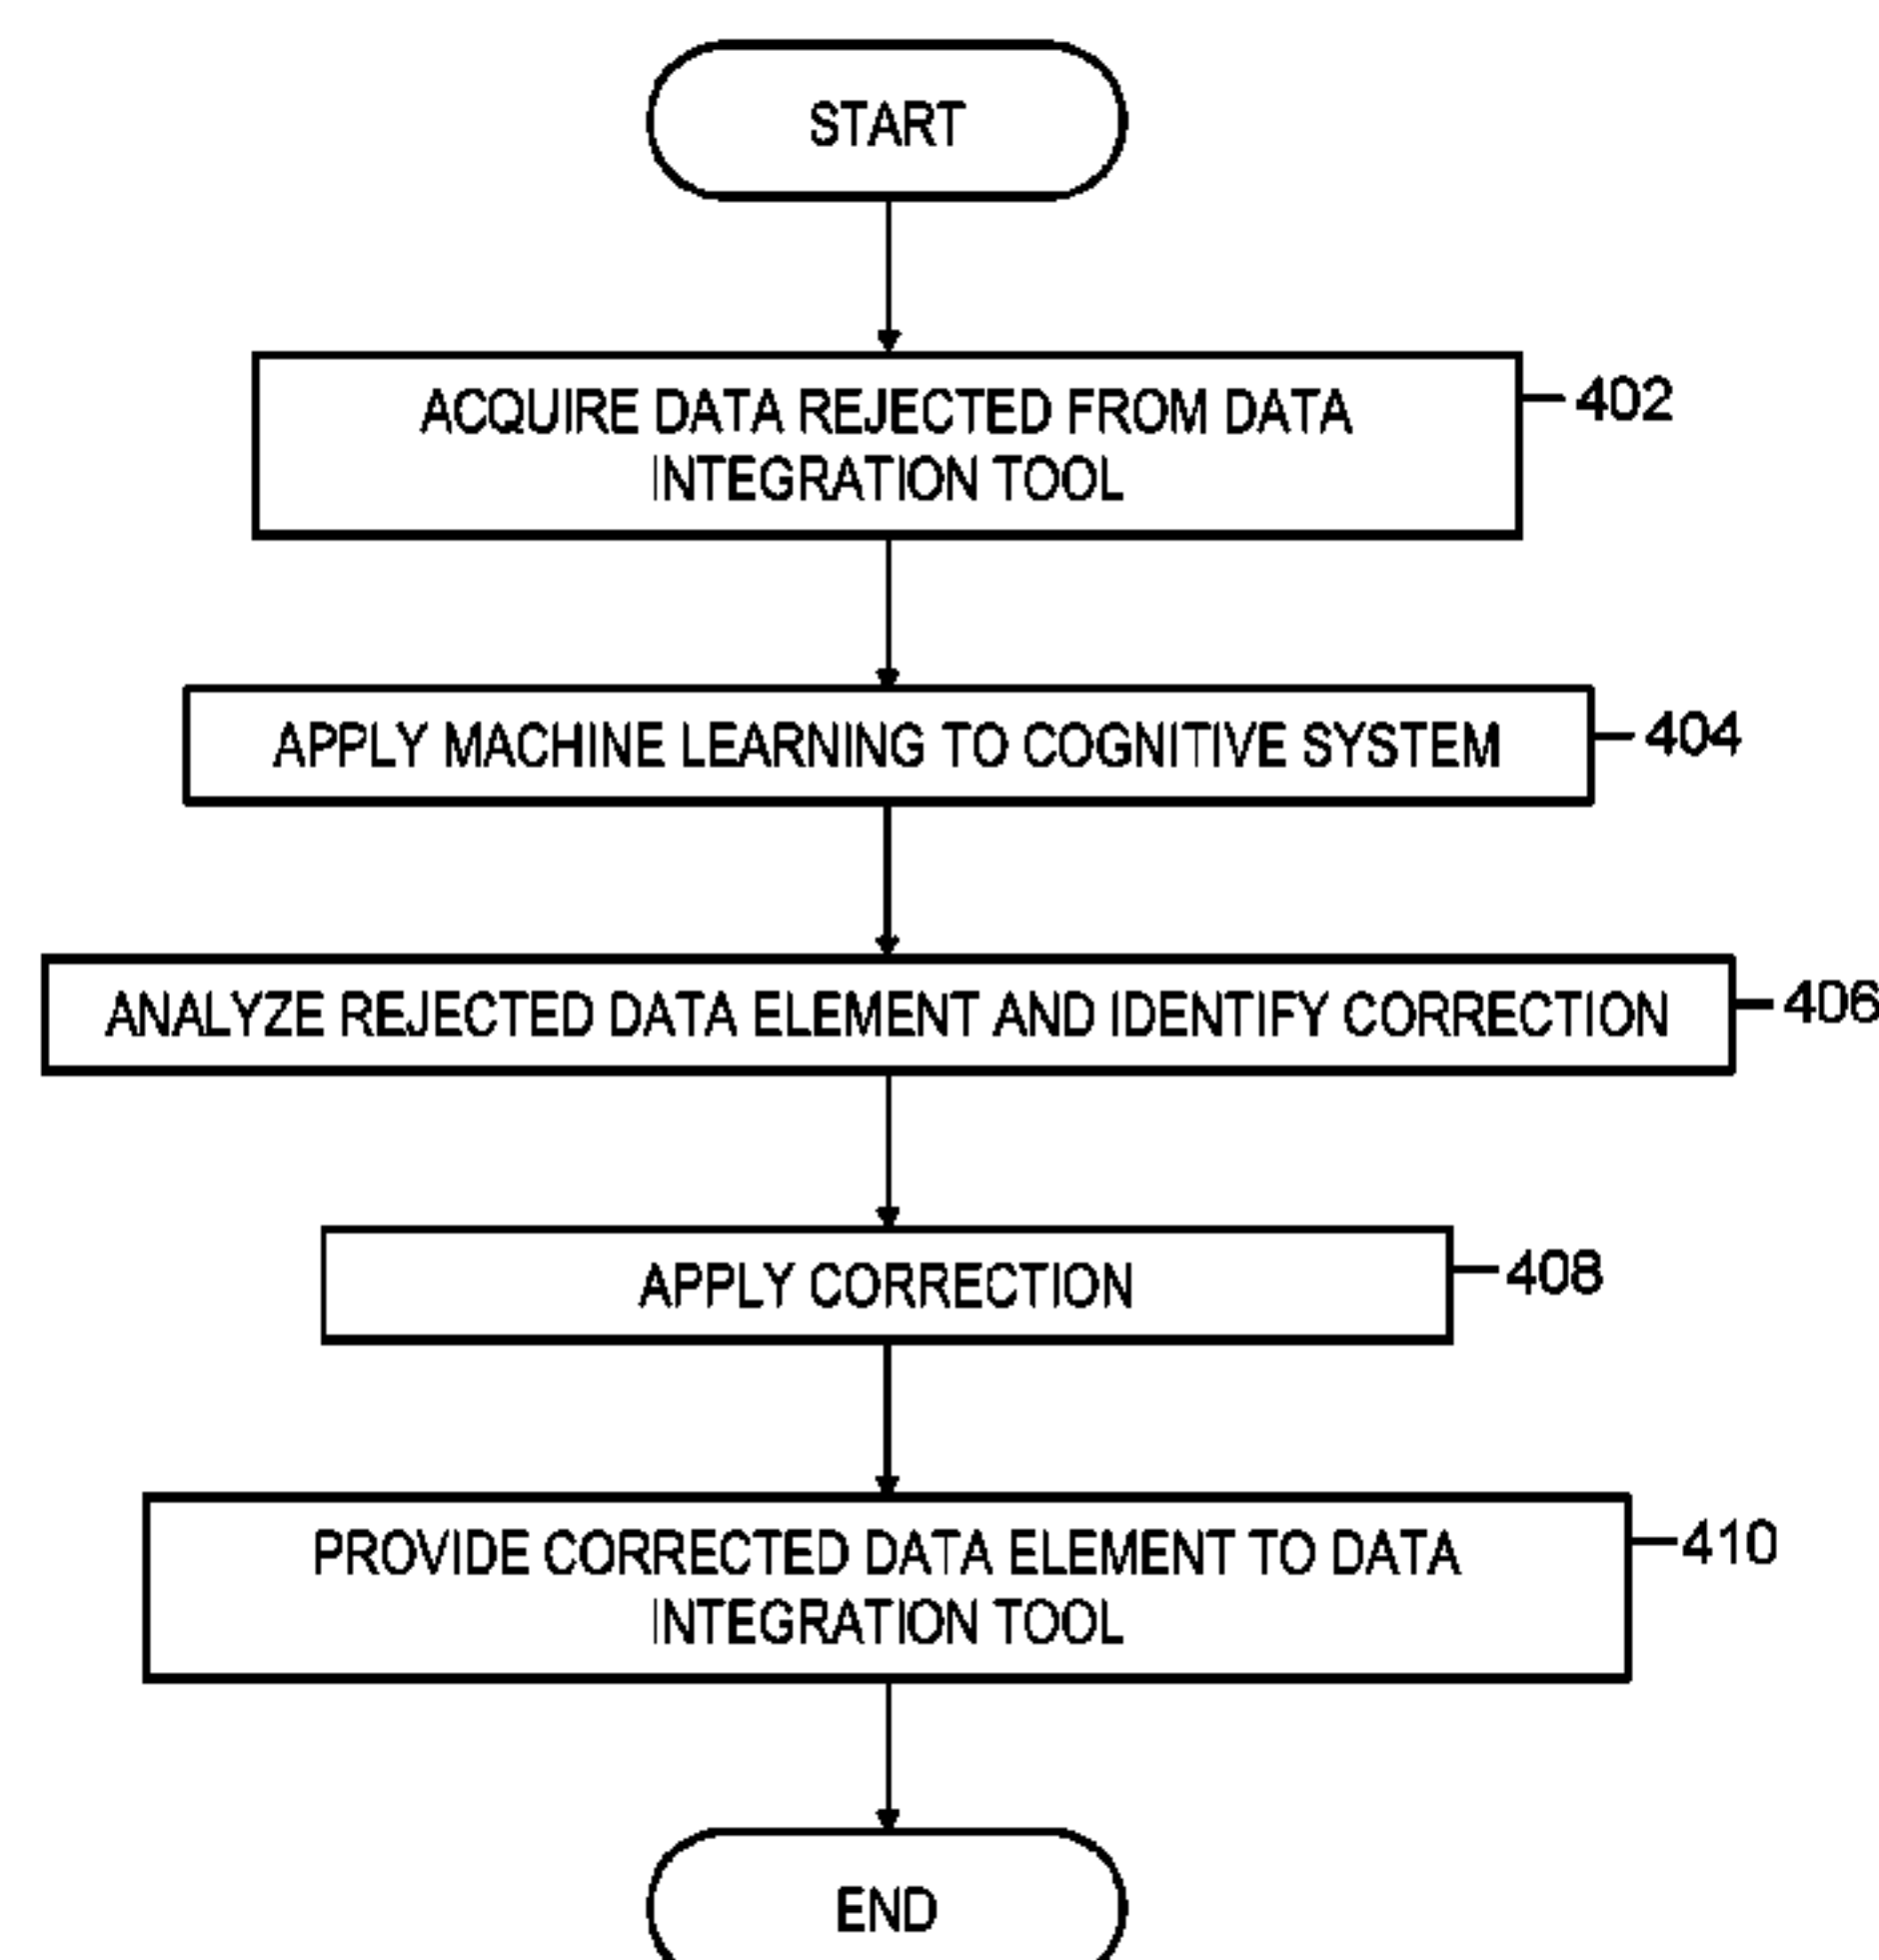 START
ACQUIRE DATA REJECTED FROM DATA
INTEGRATION TOOL
402
APPLY MACHINE LEARNING TO COGNITIVE SYSTEM
404
ANALYZE REJECTED DATA ELEMENT AND IDENTIFY CORRECTION
406
APPLY CORRECTION
408
PROVIDE CORRECTED DATA ELEMENT TO DATA
INTEGRATION TOOL
410
END